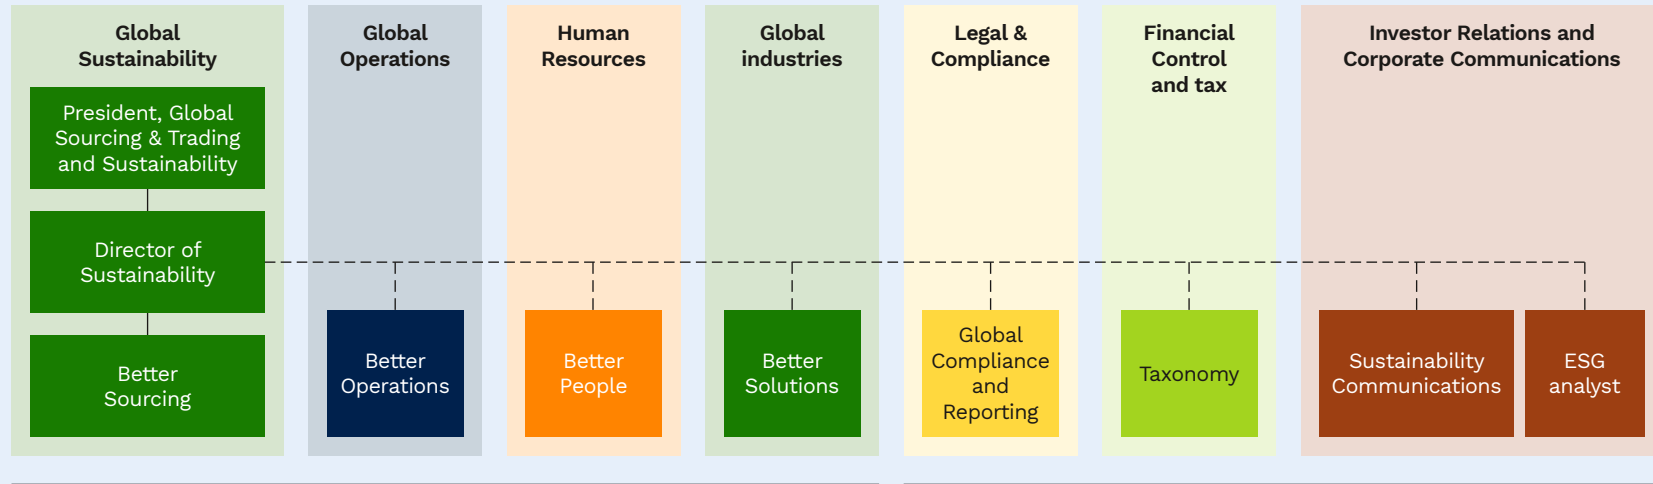 Global
Sustainability
President, Global
Sourcing & Trading
and Sustainability
Director of
Sustainability
Better
Sourcing
Global
Operations
Better
Operations
Human
Resources
Better
People
Global
industries
Better
Solutions
Legal &
Compliance
Global
Compliance
and
Reporting
Financial
Control
and tax
Taxonomy
Investor Relations and
Corporate Communications
Sustainability
Communications
ESG
analyst